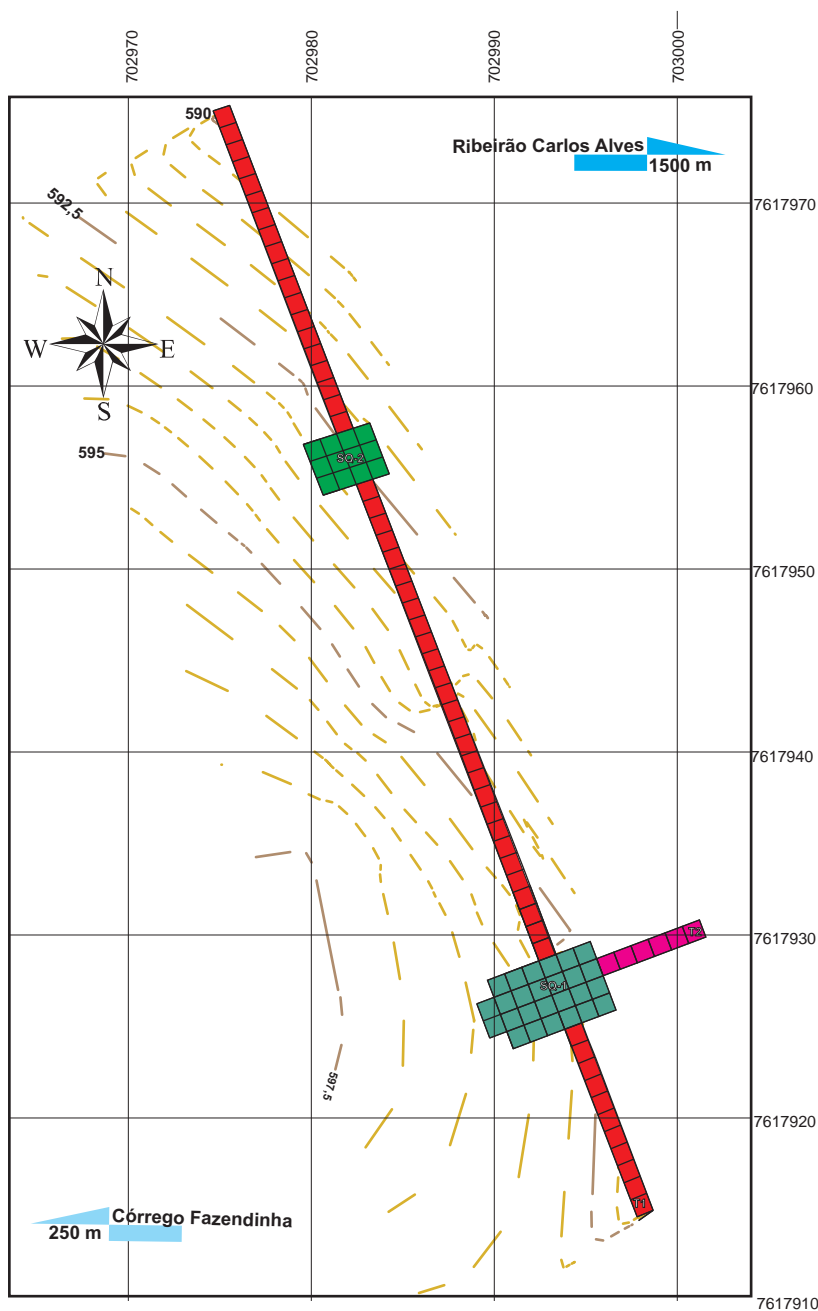 702970
702980
702990
703000
590
Ribeirão Carlos Alves
1500 m
592,5
7617970
N
W
E
S
7617960
595
SQ-2
7617950
7617940
7617930
T2
SQ-1
597,5
7617920
T1
Córrego Fazendinha
250 m
7617910